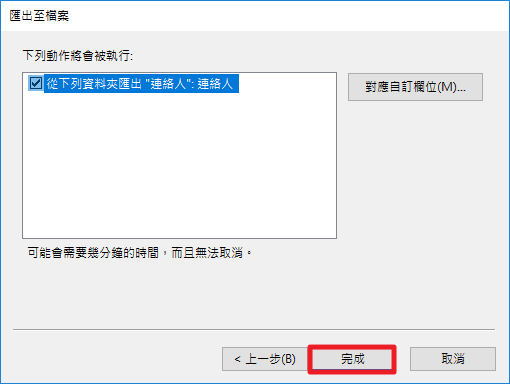 匯出至檔案
下列動作將會被執行:
從下列資料夾匯出 "連絡人": 連絡人
對應自訂欄位(M)...
可能會需要幾分鐘的時間，而且無法取消。
< 上一步(B)
完成
取消